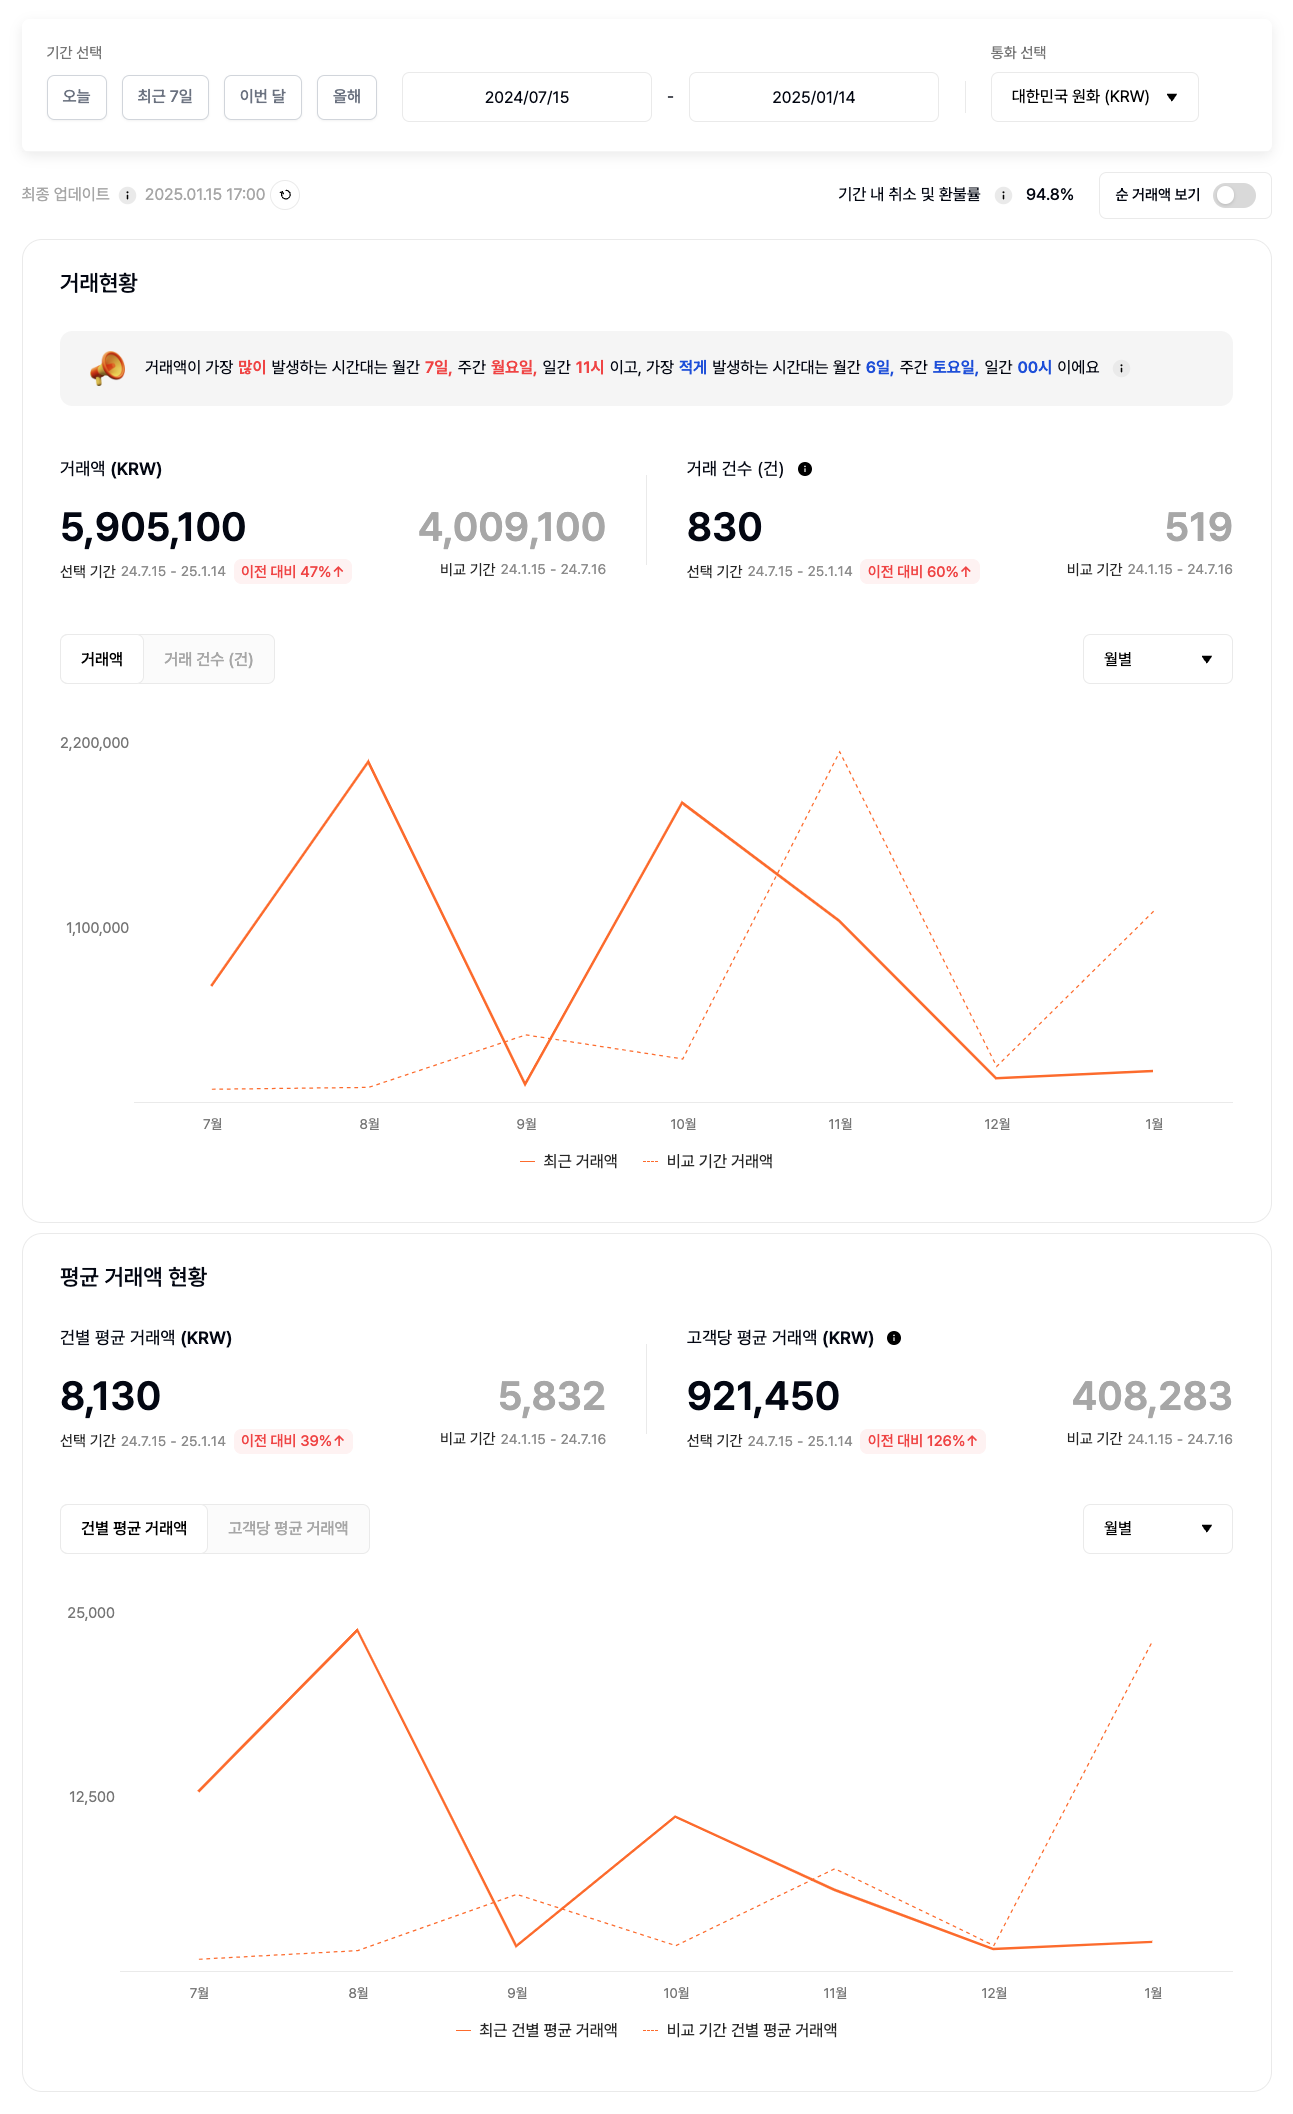 기간 선택
통화 선택
오늘 최근 7일 이번 달 올해 2024/07/15 - 2025/01/14 대한민국 원화 (KRW)
최종 업데이트 2025.01.15 17:00 기간 내 취소 및 환불률 94.8% 순 거래액 보기
거래현황
거래액이 가장 많이 발생하는 시간대는 월간 7일, 주간 월요일, 일간 11시 이고, 가장 적게 발생하는 시간대는 월간 6일, 주간 토요일, 일간 00시 이에요
거래액 (KRW)
5,905,100 4,009,100
선택 기간 24.7.15 - 25.1.14 이전 대비 47%↑ 비교 기간 24.1.15 - 24.7.16
거래 건수 (건)
830 519
선택 기간 24.7.15 - 25.1.14 이전 대비 60%↑ 비교 기간 24.1.15 - 24.7.16
거래액 거래 건수 (건) 월별
2,200,000
1,100,000
7월 8월 9월 10월 11월 12월 1월
최근 거래액 비교 기간 거래액
평균 거래액 현황
건별 평균 거래액 (KRW)
8,130 5,832
선택 기간 24.7.15 - 25.1.14 이전 대비 39%↑ 비교 기간 24.1.15 - 24.7.16
고객당 평균 거래액 (KRW)
921,450 408,283
선택 기간 24.7.15 - 25.1.14 이전 대비 126%↑ 비교 기간 24.1.15 - 24.7.16
건별 평균 거래액 고객당 평균 거래액 월별
25,000
12,500
7월 8월 9월 10월 11월 12월 1월
최근 건별 평균 거래액 비교 기간 건별 평균 거래액